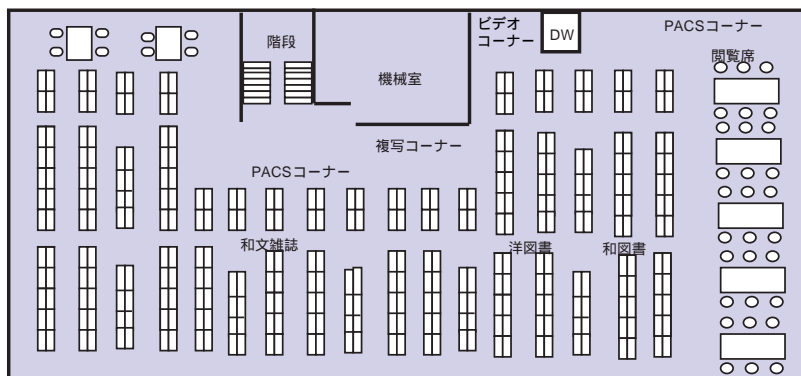 ビデオ
コーナー
DW
PACSコーナー
階段
閲覧席
機械室
複写コーナー
PACSコーナー
和文雑誌
洋図書
和図書